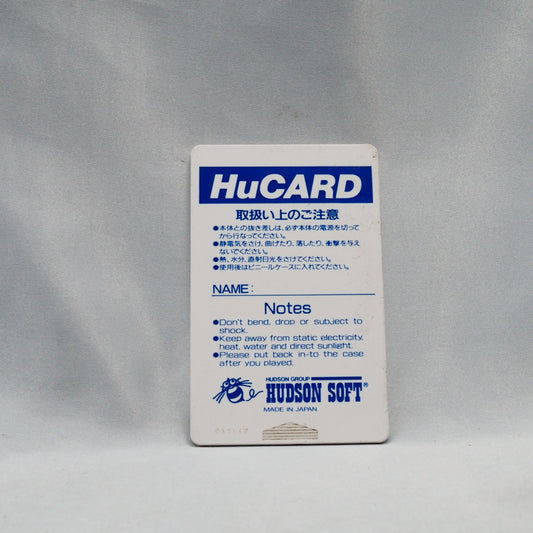 HuCARD
取扱い上のご注意
●本体との抜き差しは、必ず本体の電源を切って
から行なってください。
●静電気をさけ、曲げたり、落したり、衝撃を与え
ないでください。
●熱、水分、直射日光をさけてください。
●使用後はビニールケースに入れてください。
NAME:
Notes
●Don't bend, drop or subject to
shock.
●Keep away from static electricity,
heat, water and direct sunlight.
●Please put back in-to the case
after you played.
HUDSON GROUP
HUDSON SOFT®
MADE IN JAPAN